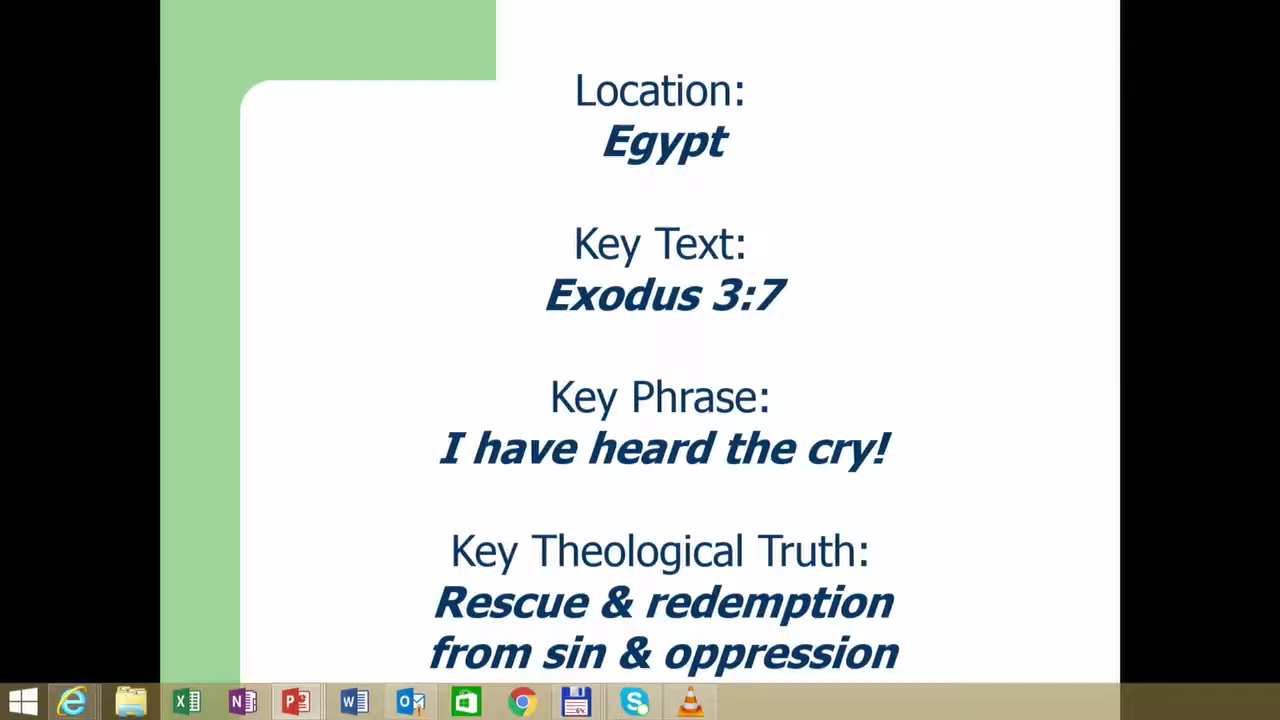 Location:
Egypt
Key Text:
Exodus 3:7
Key Phrase:
I have heard the cry!
Key Theological Truth:
Rescue & redemption
from sin & oppression